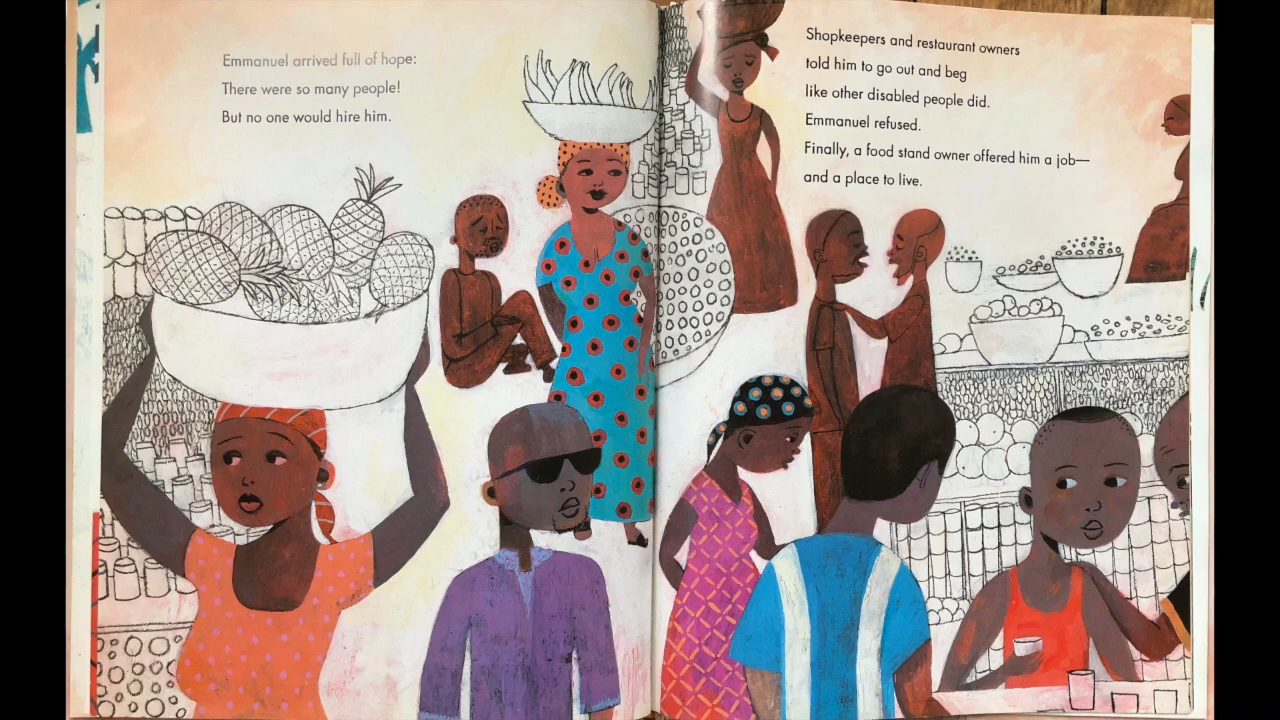 Emmanuel arrived full of hope:
There were so many people!
But no one would hire him.
Shopkeepers and restaurant owners
told him to go out and beg
like other disabled people did.
Emmanuel refused.
Finally, a food stand owner offered him a job—
and a place to live.